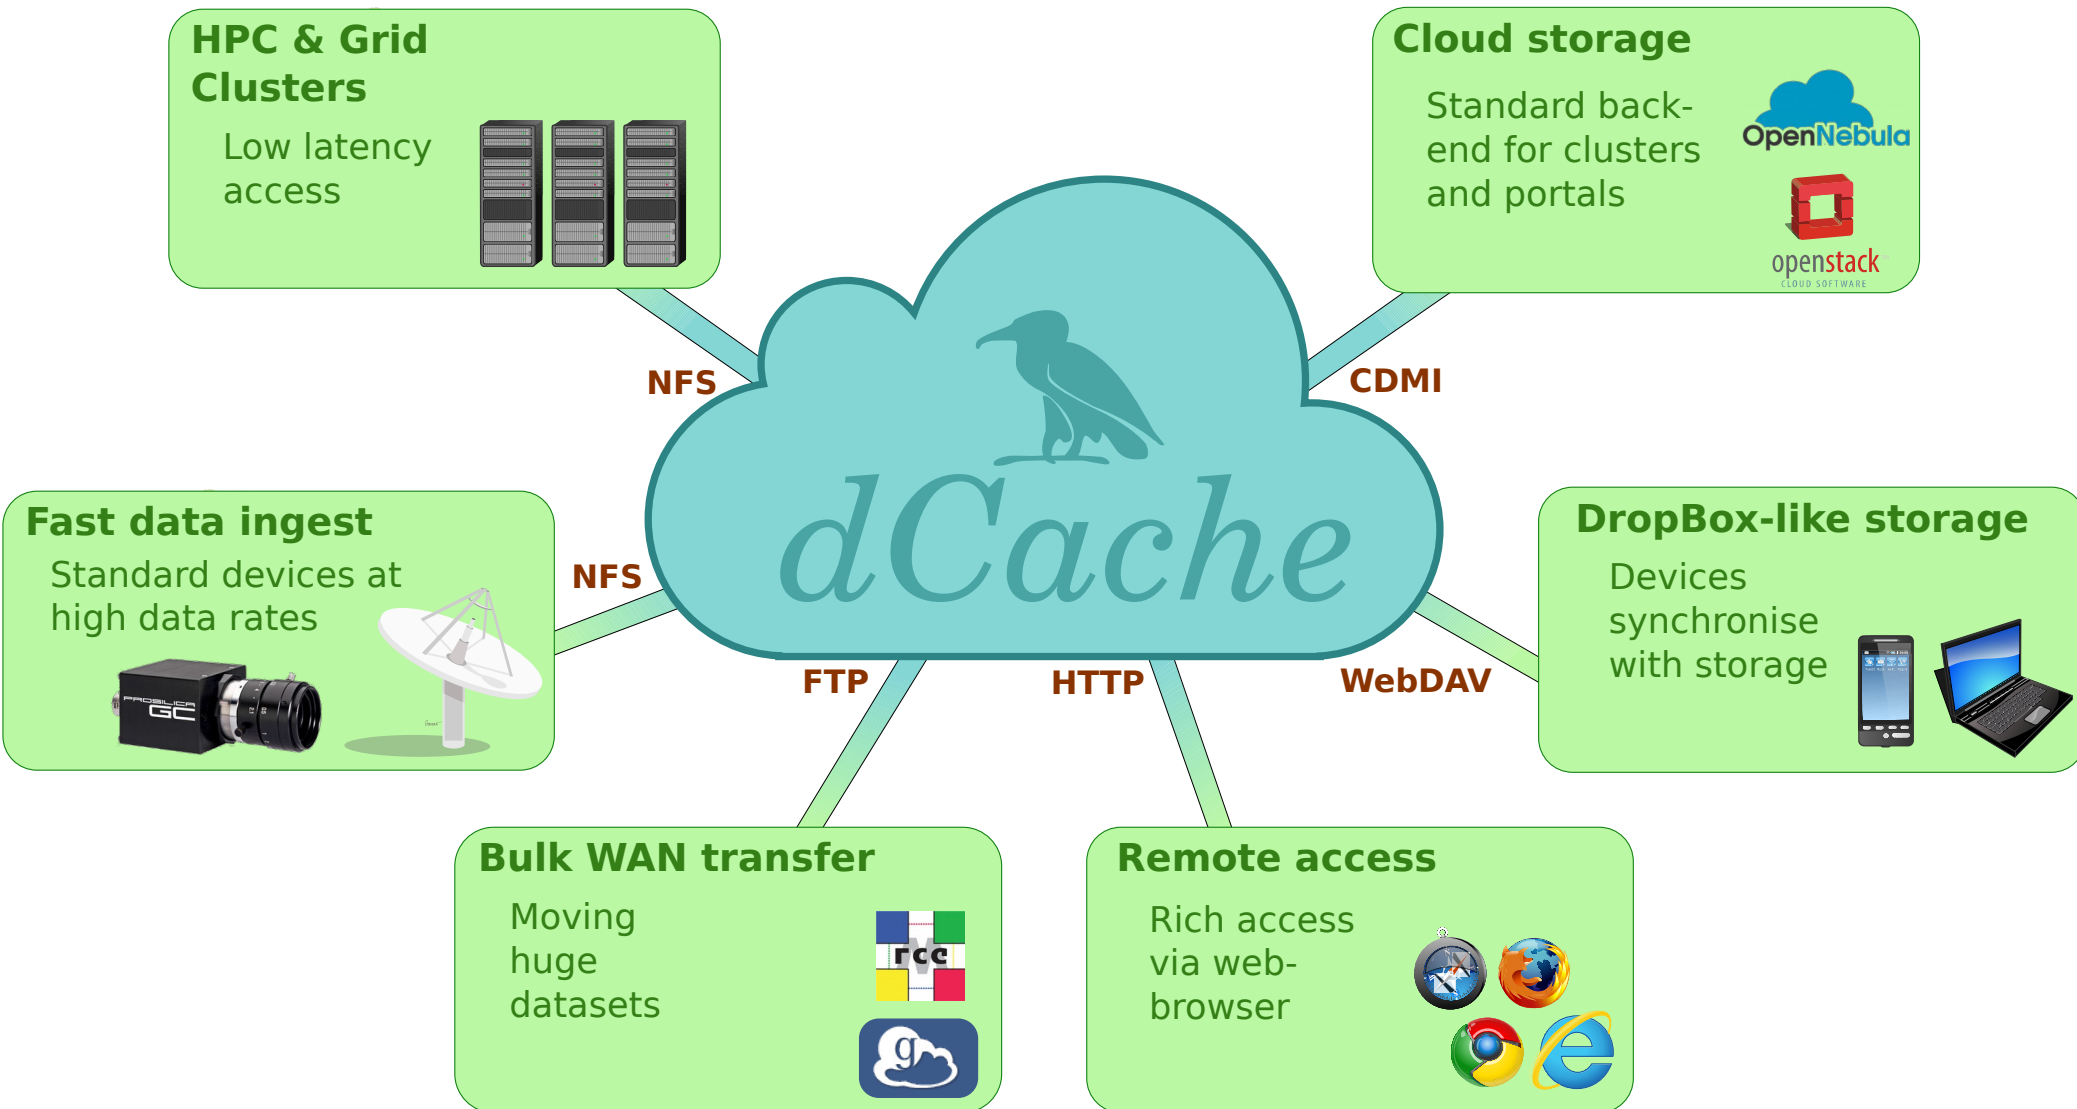 HPC & Grid
Clusters
Low latency
access
Cloud storage
Standard back-
end for clusters
and portals
OpenNebula
openstack
CLOUD SOFTWARE
NFS
CDMI
dCache
Fast data ingest
Standard devices at
high data rates
PROSILICA
GC
NFS
DropBox-like storage
Devices
synchronise
with storage
FTP
HTTP
WebDAV
Bulk WAN transfer
Moving
huge
datasets
rcc
g
Remote access
Rich access
via web-
browser